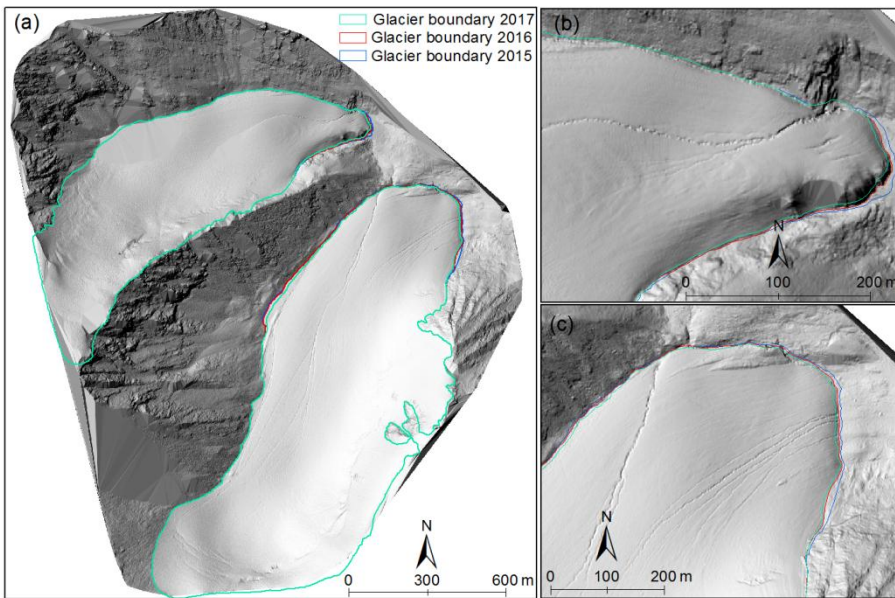 (a)
Glacier boundary 2017
Glacier boundary 2016
Glacier boundary 2015
N
0 300 600 m
(b)
N
0 100 200 m
(c)
N
0 100 200 m